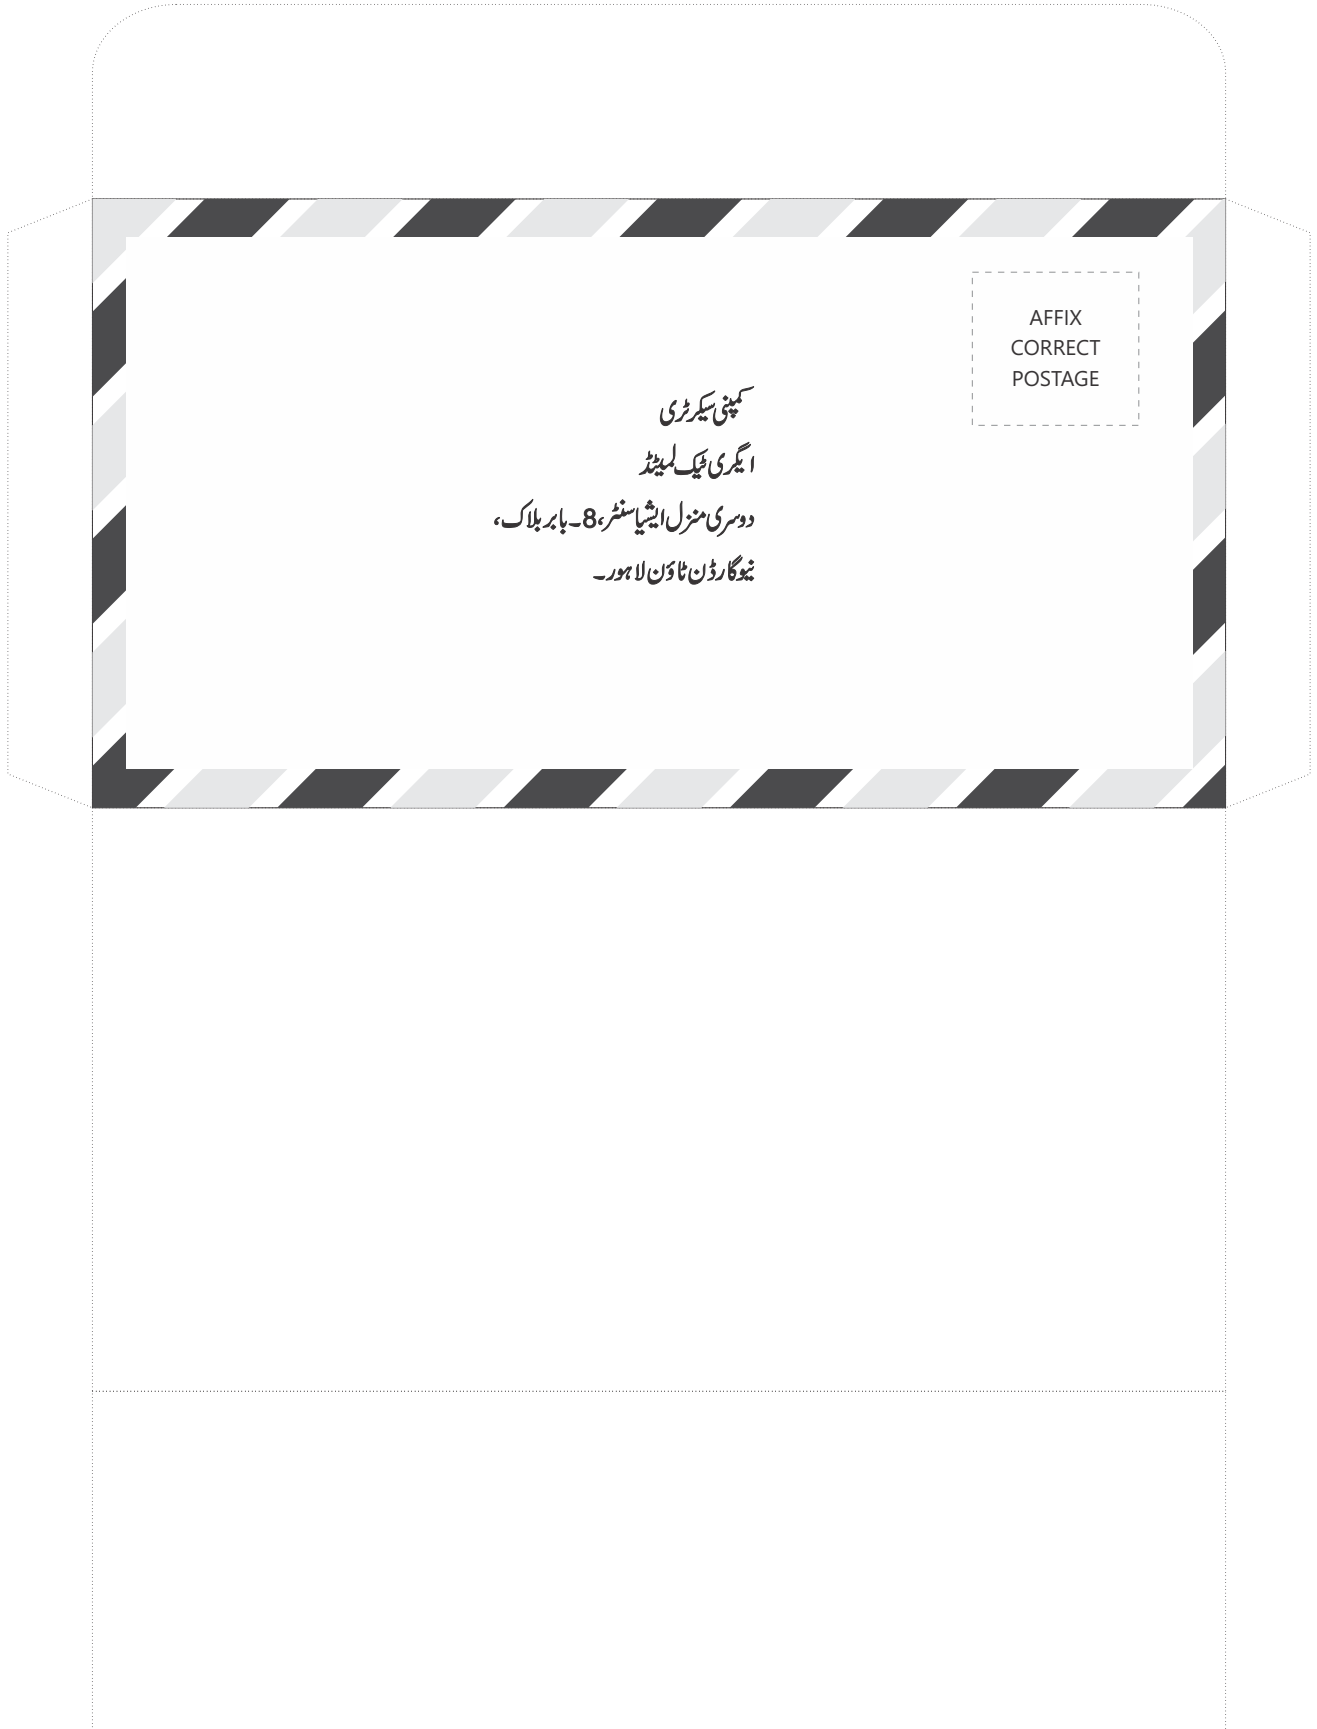 AFFIX
CORRECT
POSTAGE
کمپنی سیکرٹری
ایگری ٹیک لمیٹڈ
دوسری منزل ایشیا سنٹر، 8۔بابر بلاک،
نیو گارڈن ٹاؤن لاہور۔